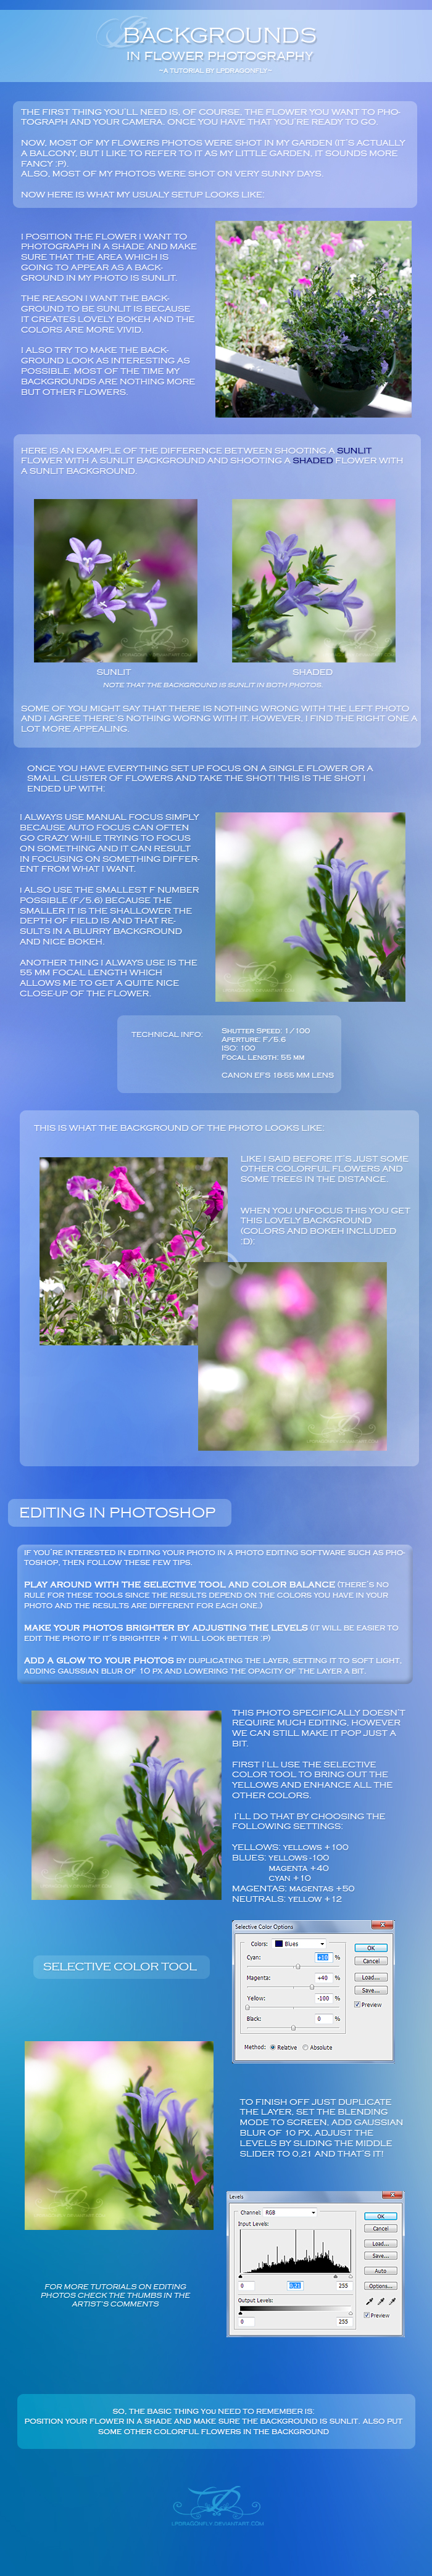 BACKGROUNDS
IN FLOWER PHOTOGRAPHY
~A TUTORIAL BY LPDRAGONFLY~
THE FIRST THING YOU'LL NEED IS, OF COURSE, THE FLOWER YOU WANT TO PHO-
TOGRAPH AND YOUR CAMERA. ONCE YOU HAVE THAT YOU'RE READY TO GO.
NOW, MOST OF MY FLOWERS PHOTOS WERE SHOT IN MY GARDEN (IT'S ACTUALLY
A BALCONY, BUT I LIKE TO REFER TO IT AS MY LITTLE GARDEN, IT SOUNDS MORE
FANCY :P).
ALSO, MOST OF MY PHOTOS WERE SHOT ON VERY SUNNY DAYS.
NOW HERE IS WHAT MY USUALY SETUP LOOKS LIKE:
I POSITION THE FLOWER I WANT TO
PHOTOGRAPH IN A SHADE AND MAKE
SURE THAT THE AREA WHICH IS
GOING TO APPEAR AS A BACK-
GROUND IN MY PHOTO IS SUNLIT.
THE REASON I WANT THE BACK-
GROUND TO BE SUNLIT IS BECAUSE
IT CREATES LOVELY BOKEH AND THE
COLORS ARE MORE VIVID.
I ALSO TRY TO MAKE THE BACK-
GROUND LOOK AS INTERESTING AS
POSSIBLE. MOST OF THE TIME MY
BACKGROUNDS ARE NOTHING MORE
BUT OTHER FLOWERS.
HERE IS AN EXAMPLE OF THE DIFFERENCE BETWEEN SHOOTING A SUNLIT
FLOWER WITH A SUNLIT BACKGROUND AND SHOOTING A SHADED FLOWER WITH
A SUNLIT BACKGROUND.
SUNLIT
SHADED
NOTE THAT THE BACKGROUND IS SUNLIT IN BOTH PHOTOS.
SOME OF YOU MIGHT SAY THAT THERE IS NOTHING WRONG WITH THE LEFT PHOTO
AND I AGREE THERE'S NOTHING WORNG WITH IT. HOWEVER, I FIND THE RIGHT ONE A
LOT MORE APPEALING.
ONCE YOU HAVE EVERYTHING SET UP FOCUS ON A SINGLE FLOWER OR A
SMALL CLUSTER OF FLOWERS AND TAKE THE SHOT! THIS IS THE SHOT I
ENDED UP WITH:
I ALWAYS USE MANUAL FOCUS SIMPLY
BECAUSE AUTO FOCUS CAN OFTEN
GO CRAZY WHILE TRYING TO FOCUS
ON SOMETHING AND IT CAN RESULT
IN FOCUSING ON SOMETHING DIFFER-
ENT FROM WHAT I WANT.
I ALSO USE THE SMALLEST F NUMBER
POSSIBLE (F/5.6) BECAUSE THE
SMALLER IT IS THE SHALLOWER THE
DEPTH OF FIELD IS AND THAT RE-
SULTS IN A BLURRY BACKGROUND
AND NICE BOKEH.
ANOTHER THING I ALWAYS USE IS THE
55 MM FOCAL LENGTH WHICH
ALLOWS ME TO GET A QUITE NICE
CLOSE-UP OF THE FLOWER.
TECHNICAL INFO:
SHUTTER SPEED: 1/100
APERTURE: F/5.6
ISO: 100
FOCAL LENGTH: 55 MM
CANON EFS 18-55 MM LENS
THIS IS WHAT THE BACKGROUND OF THE PHOTO LOOKS LIKE:
LIKE I SAID BEFORE IT'S JUST SOME
OTHER COLORFUL FLOWERS AND
SOME TREES IN THE DISTANCE.
WHEN YOU UNFOCUS THIS YOU GET
THIS LOVELY BACKGROUND
(COLORS AND BOKEH INCLUDED
:D):
EDITING IN PHOTOSHOP
IF YOU'RE INTERESTED IN EDITING YOUR PHOTO IN A PHOTO EDITING SOFTWARE SUCH AS PHO-
TOSHOP, THEN FOLLOW THESE FEW TIPS.
PLAY AROUND WITH THE SELECTIVE TOOL AND COLOR BALANCE (THERE'S NO
RULE FOR THESE TOOLS SINCE THE RESULTS DEPEND ON THE COLORS YOU HAVE IN YOUR
PHOTO AND THE RESULTS ARE DIFFERENT FOR EACH ONE.)
MAKE YOUR PHOTOS BRIGHTER BY ADJUSTING THE LEVELS (IT WILL BE EASIER TO
EDIT THE PHOTO IF IT'S BRIGHTER + IT WILL LOOK BETTER :P)
ADD A GLOW TO YOUR PHOTOS BY DUPLICATING THE LAYER, SETTING IT TO SOFT LIGHT,
ADDING GAUSSIAN BLUR OF 10 PX AND LOWERING THE OPACITY OF THE LAYER A BIT.
THIS PHOTO SPECIFICALLY DOESN'T
REQUIRE MUCH EDITING, HOWEVER
WE CAN STILL MAKE IT POP JUST A
BIT.
FIRST I'LL USE THE SELECTIVE
COLOR TOOL TO BRING OUT THE
YELLOWS AND ENHANCE ALL THE
OTHER COLORS.
I'LL DO THAT BY CHOOSING THE
FOLLOWING SETTINGS:
YELLOWS: YELLOWS +100
BLUES: YELLOWS -100
MAGENTA +40
CYAN +10
MAGENTAS: MAGENTAS +50
NEUTRALS: YELLOW +12
SELECTIVE COLOR TOOL
Selective Color Options
Colors: Blues
Cyan: +10 %
Magenta: +40 %
Yellow: -100 %
Black: 0 %
Method: Relative Absolute
OK
Cancel
Load...
Save...
Preview
TO FINISH OFF JUST DUPLICATE
THE LAYER, SET THE BLENDING
MODE TO SCREEN, ADD GAUSSIAN
BLUR OF 10 PX, ADJUST THE
LEVELS BY SLIDING THE MIDDLE
SLIDER TO 0,21 AND THAT'S IT!
Levels
Channel: RGB
Input Levels:
0 0,21 255
Output Levels:
0 255
OK
Cancel
Load...
Save...
Auto
Options...
Preview
FOR MORE TUTORIALS ON EDITING
PHOTOS CHECK THE THUMBS IN THE
ARTIST'S COMMENTS
SO, THE BASIC THING YOU NEED TO REMEMBER IS:
POSITION YOUR FLOWER IN A SHADE AND MAKE SURE THE BACKGROUND IS SUNLIT. ALSO PUT
SOME OTHER COLORFUL FLOWERS IN THE BACKGROUND
LPDRAGONFLY.DEVIANTART.COM